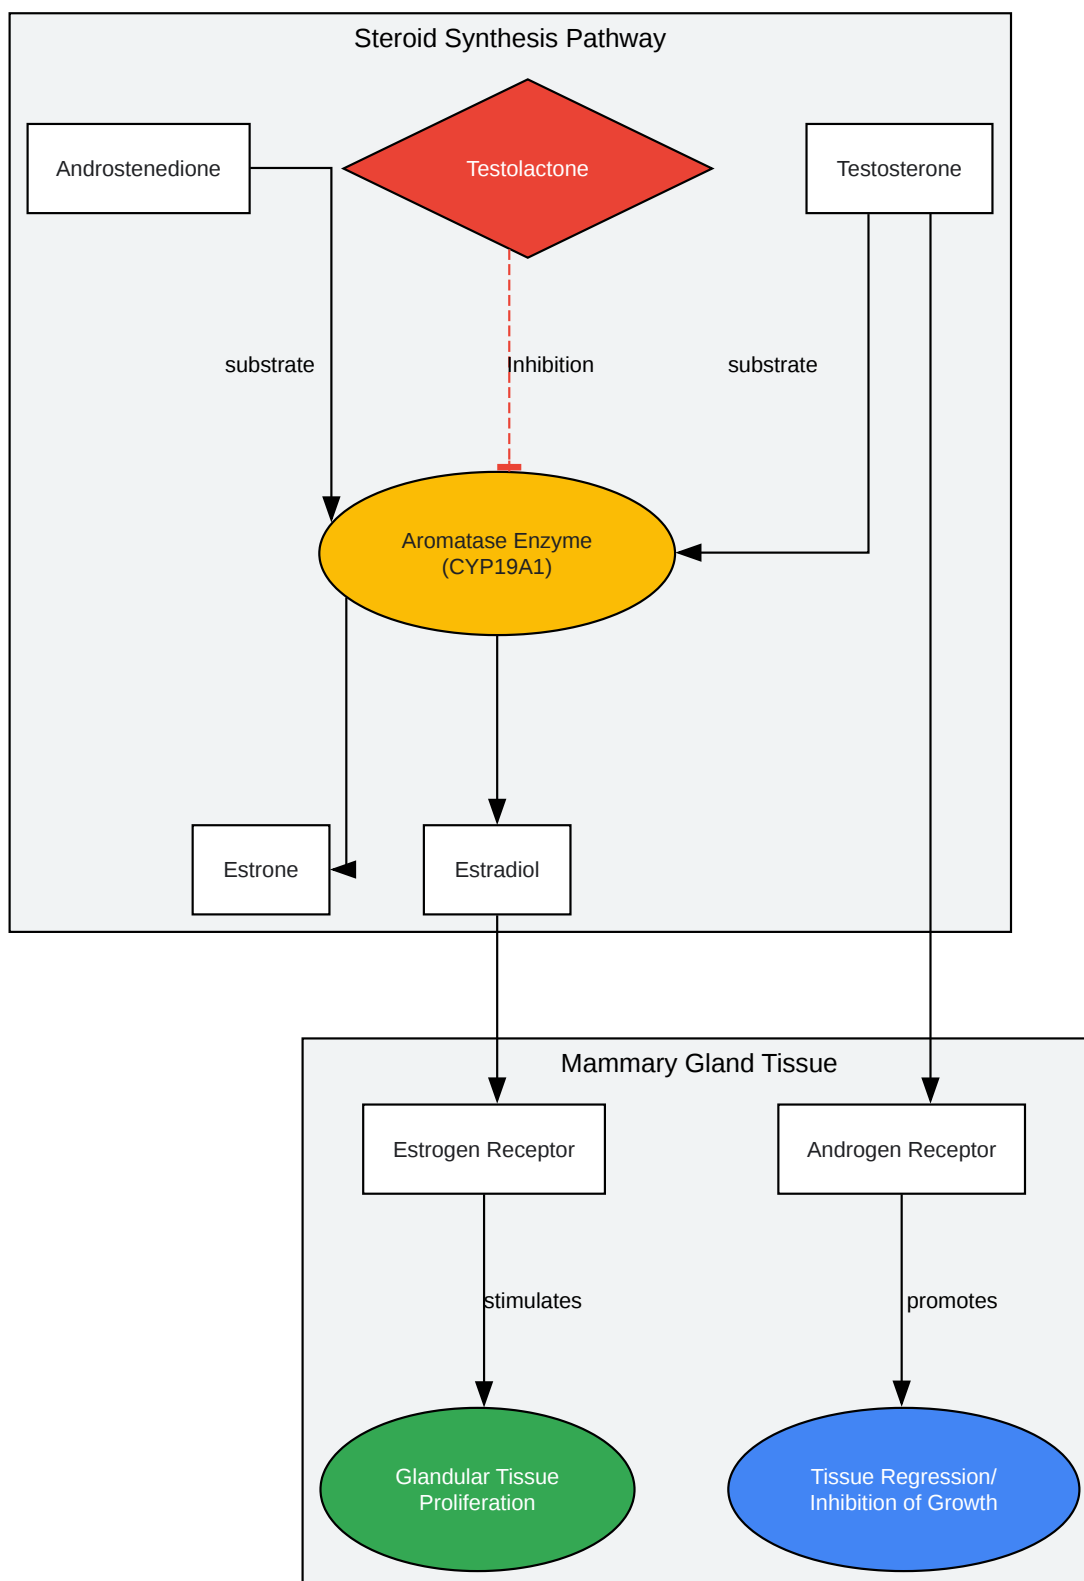 Steroid Synthesis Pathway
Androstenedione
Testolactone
Testosterone
substrate
Inhibition
substrate
Aromatase Enzyme
(CYP19A1)
Estrone
Estradiol
Mammary Gland Tissue
Estrogen Receptor
Androgen Receptor
stimulates
promotes
Glandular Tissue
Proliferation
Tissue Regression/
Inhibition of Growth